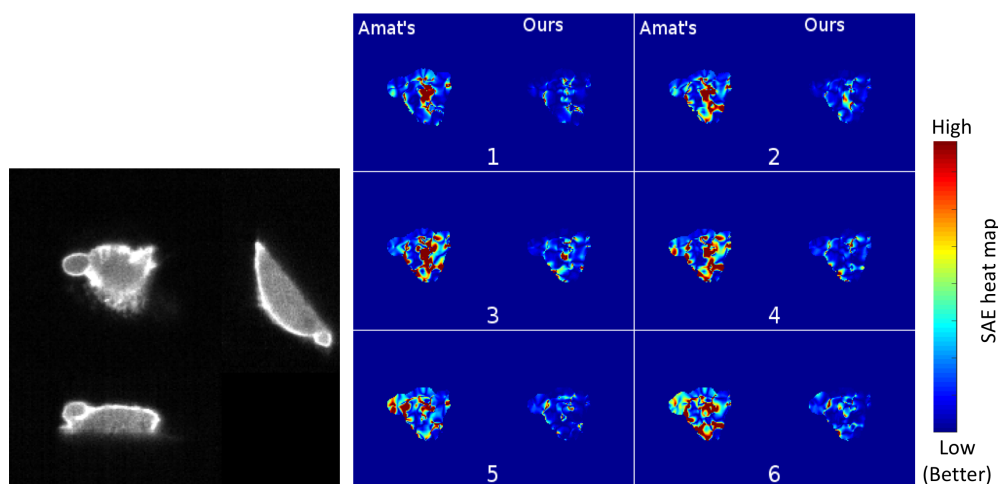 Amat's Ours Amat's Ours
1 2
3 4
5 6
High
SAE heat map
Low
(Better)